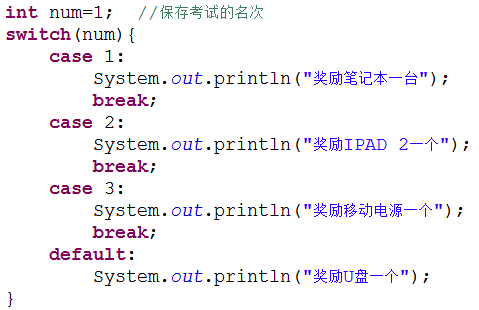 int num=1;  //保存考试的名次
switch(num){
    case 1:
        System.out.println("奖励笔记本一台");
        break;
    case 2:
        System.out.println("奖励IPAD 2一个");
        break;
    case 3:
        System.out.println("奖励移动电源一个");
        break;
    default:
        System.out.println("奖励U盘一个");
}